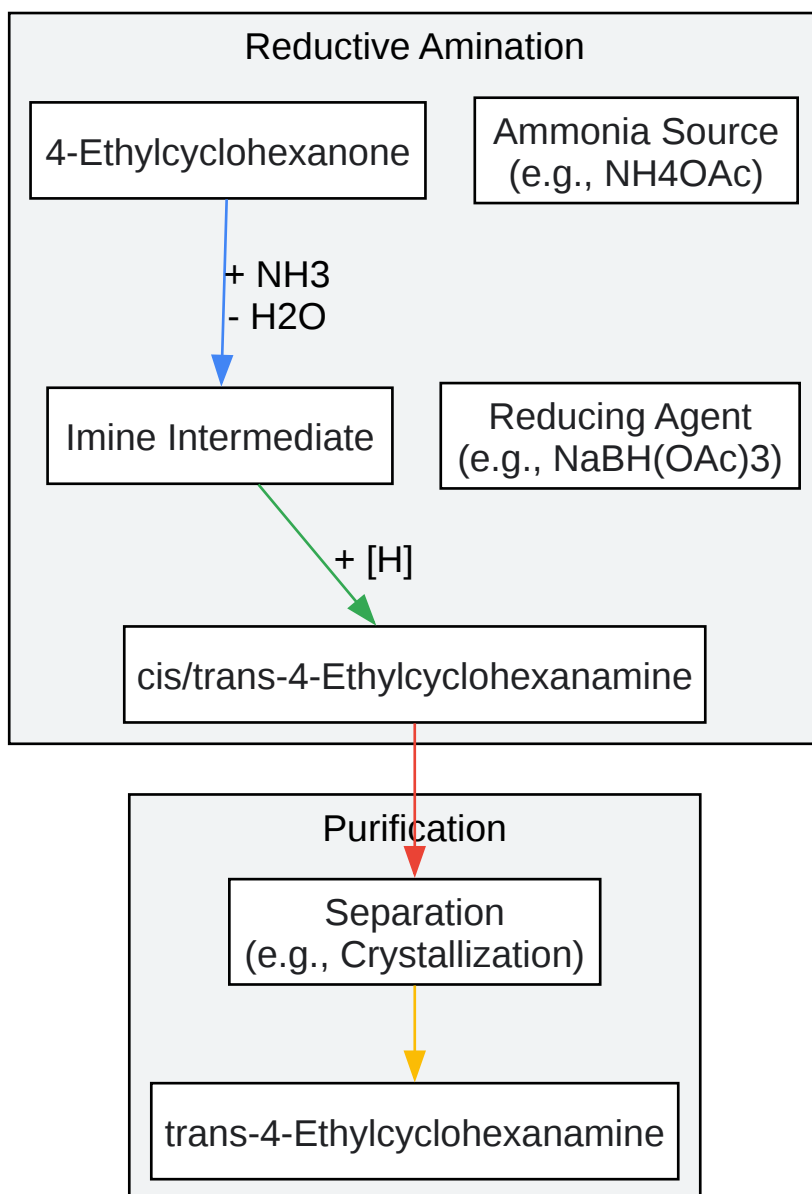 Reductive Amination
4-Ethylcyclohexanone
Ammonia Source
(e.g., NH4OAc)
+ NH3
- H2O
Imine Intermediate
Reducing Agent
(e.g., NaBH(OAc)3)
+ [H]
cis/trans-4-Ethylcyclohexanamine
Purification
Separation
(e.g., Crystallization)
trans-4-Ethylcyclohexanamine